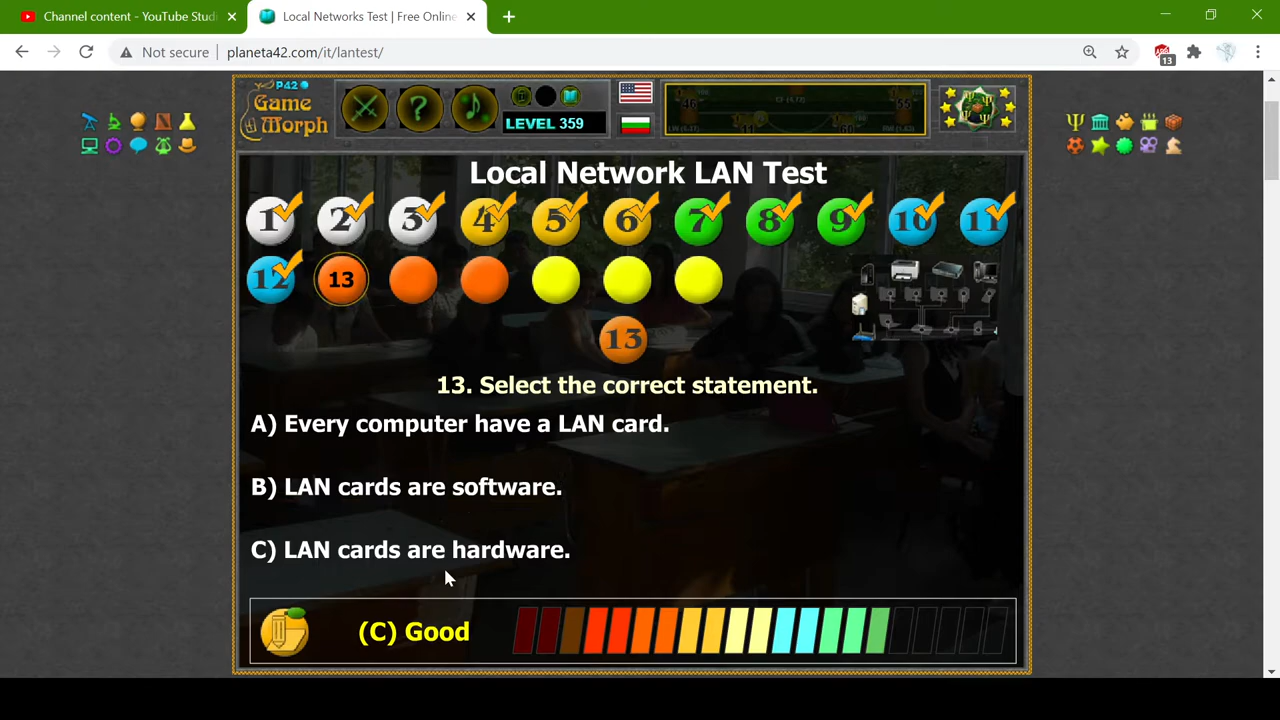 Channel content - YouTube Studi
Local Networks Test | Free Online
Not secure
planeta42.com/it/lantest/
13
P42
Game Morph
LEVEL 359
46
55
Local Network LAN Test
1 2 3 4 5 6 7 8 9 10 11
12 13
13
13. Select the correct statement.
A) Every computer have a LAN card.
B) LAN cards are software.
C) LAN cards are hardware.
(C) Good